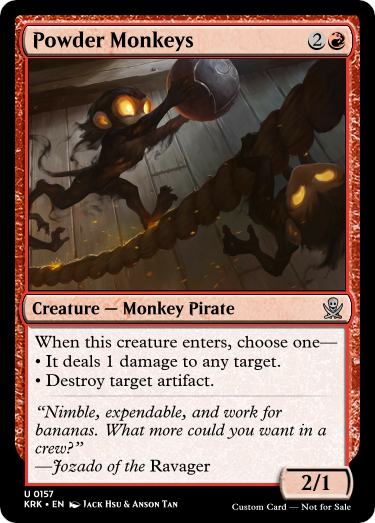 Powder Monkeys 2
Creature — Monkey Pirate
When this creature enters, choose one—
• It deals 1 damage to any target.
• Destroy target artifact.
“Nimble, expendable, and work for
bananas. What more could you want in a
crew?”
—Jozado of the Ravager
2/1
U 0157
KRK • EN Jack Hsu & Anson Tan
Custom Card — Not for Sale